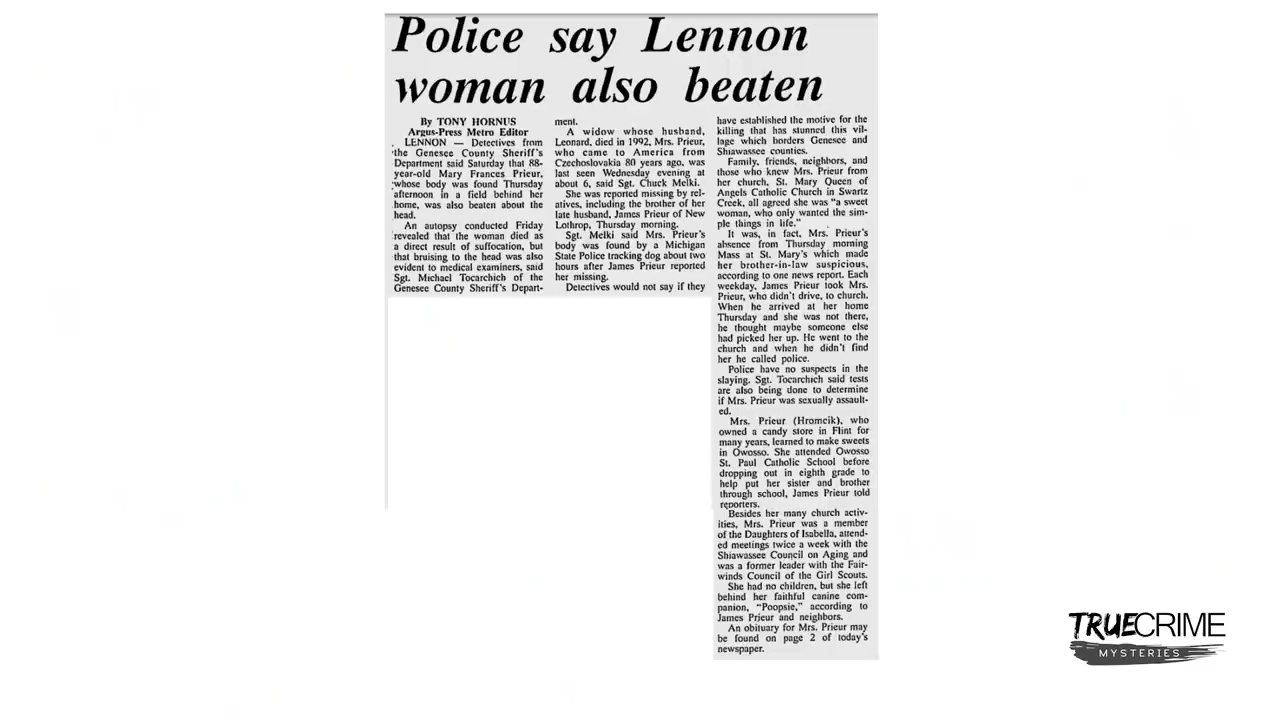 Police say Lennon
woman also beaten
By TONY HORNUS
Argus-Press Metro Editor
LENNON — Detectives from
the Genesee County Sheriff's
Department said Saturday that 88-
year-old Mary Frances Prieur,
whose body was found Thursday
afternoon in a field behind her
home, was also beaten about the
head.
An autopsy conducted Friday
revealed that the woman died as
a direct result of suffocation, but
that bruising to the head was also
evident to medical examiners, said
Sgt. Michael Tocarchich of the
Genesee County Sheriff's Depart-
ment.
A widow whose husband,
Leonard, died in 1992, Mrs. Prieur,
who came to America from
Czechoslovakia 80 years ago, was
last seen Wednesday evening at
about 6, said Sgt. Chuck Melki.
She was reported missing by rel-
atives, including the brother of her
late husband, James Prieur of New
Lothrop, Thursday morning.
Sgt. Melki said Mrs. Prieur's
body was found by a Michigan
State Police tracking dog about two
hours after James Prieur reported
her missing.
Detectives would not say if they
have established the motive for the
killing that has stunned this vil-
lage which borders Genesee and
Shiawassee counties.
Family, friends, neighbors, and
those who knew Mrs. Prieur from
her church, St. Mary Queen of
Angels Catholic Church in Swartz
Creek, all agreed she was "a sweet
woman, who only wanted the sim-
ple things in life."
It was, in fact, Mrs. Prieur's
absence from Thursday morning
Mass at St. Mary's which made
her brother-in-law suspicious,
according to one news report. Each
weekday, James Prieur took Mrs.
Prieur, who didn't drive, to church.
When he arrived at her home
Thursday and she was not there,
he thought maybe someone else
had picked her up. He went to the
church and when he didn't find
her he called police.
Police have no suspects in the
slaying. Sgt. Tocarchich said tests
are also being done to determine
if Mrs. Prieur was sexually assault-
ed.
Mrs. Prieur (Hromcik), who
owned a candy store in Flint for
many years, learned to make sweets
in Owosso. She attended Owosso
St. Paul Catholic School before
dropping out in eighth grade to
help put her sister and brother
through school, James Prieur told
reporters.
Besides her many church activ-
ities, Mrs. Prieur was a member
of the Daughters of Isabella, attend-
ed meetings twice a week with the
Shiawassee Council on Aging and
was a former leader with the Fair-
winds Council of the Girl Scouts.
She had no children, but she left
behind her faithful canine com-
panion, "Poopsie," according to
James Prieur and neighbors.
An obituary for Mrs. Prieur may
be found on page 2 of today's
newspaper.
TRUECRIME
MYSTERIES